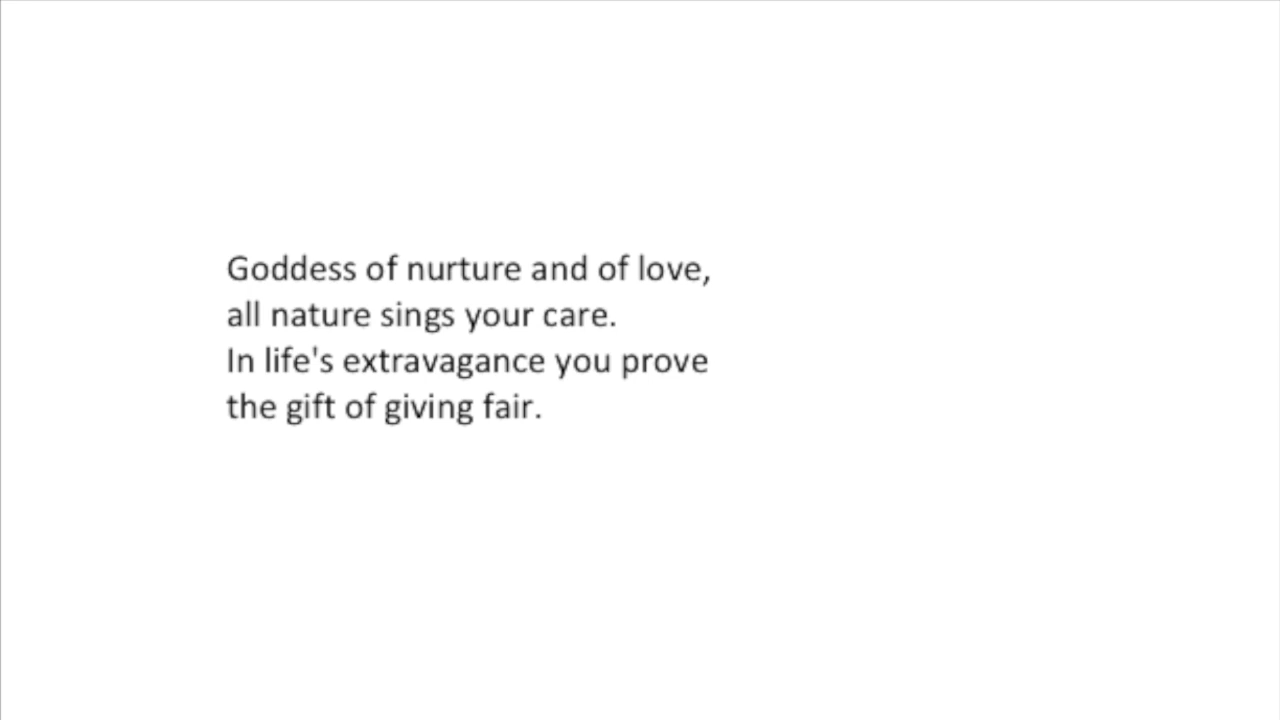 Goddess of nurture and of love,
all nature sings your care.
In life's extravagance you prove
the gift of giving fair.